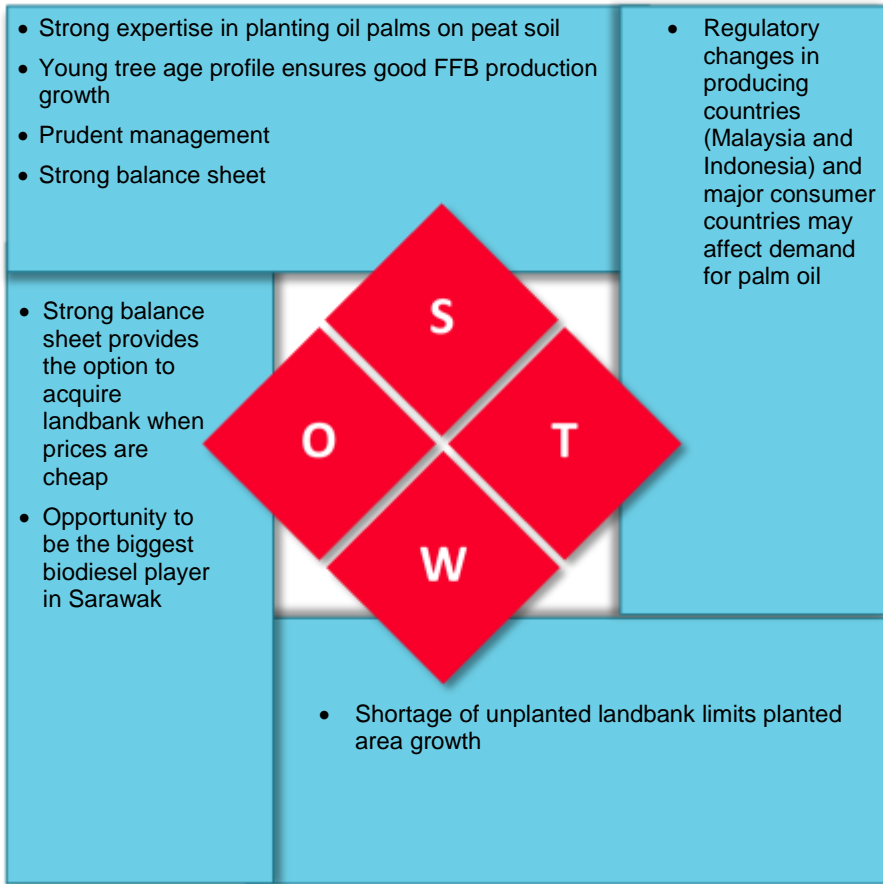 • Strong expertise in planting oil palms on peat soil
• Young tree age profile ensures good FFB production
growth
• Prudent management
• Strong balance sheet
• Regulatory
changes in
producing
countries
(Malaysia and
Indonesia) and
major consumer
countries may
affect demand
for palm oil
• Strong balance
sheet provides
the option to
acquire
landbank when
prices are
cheap
• Opportunity to
be the biggest
biodiesel player
in Sarawak
S
O
T
W
• Shortage of unplanted landbank limits planted
area growth